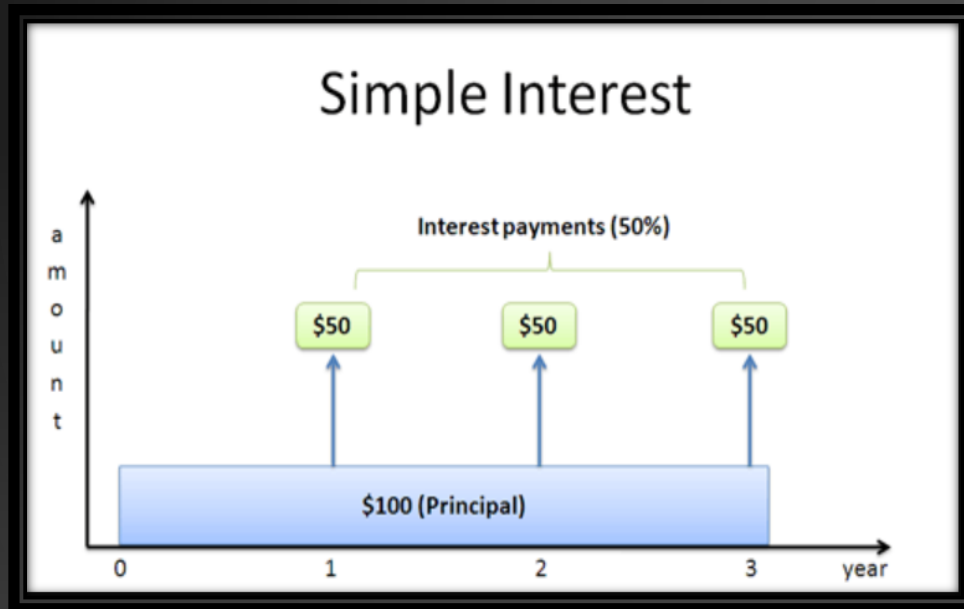 Simple Interest
a
m
o
u
n
t
Interest payments (50%)
$50 $50 $50
$100 (Principal)
0 1 2 3 year